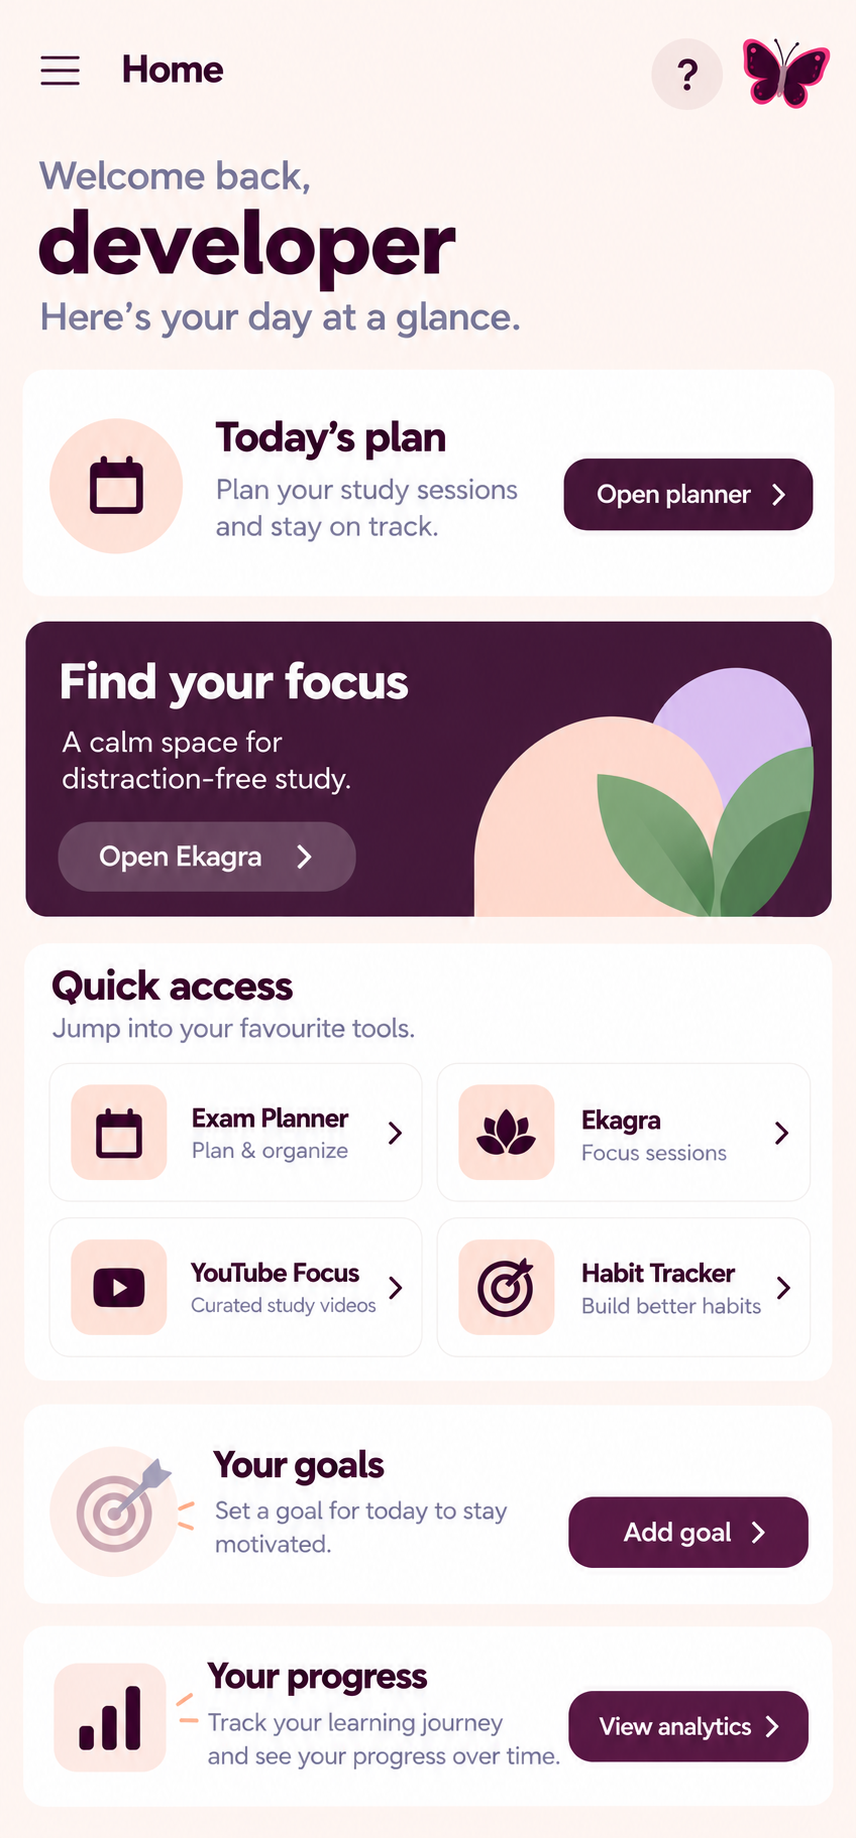 Home
?
Welcome back,
developer
Here’s your day at a glance.
Today’s plan
Plan your study sessions
and stay on track.
Open planner
Find your focus
A calm space for
distraction-free study.
Open Ekagra
Quick access
Jump into your favourite tools.
Exam Planner
Plan & organize
Ekagra
Focus sessions
YouTube Focus
Curated study videos
Habit Tracker
Build better habits
Your goals
Set a goal for today to stay
motivated.
Add goal
Your progress
Track your learning journey
and see your progress over time.
View analytics